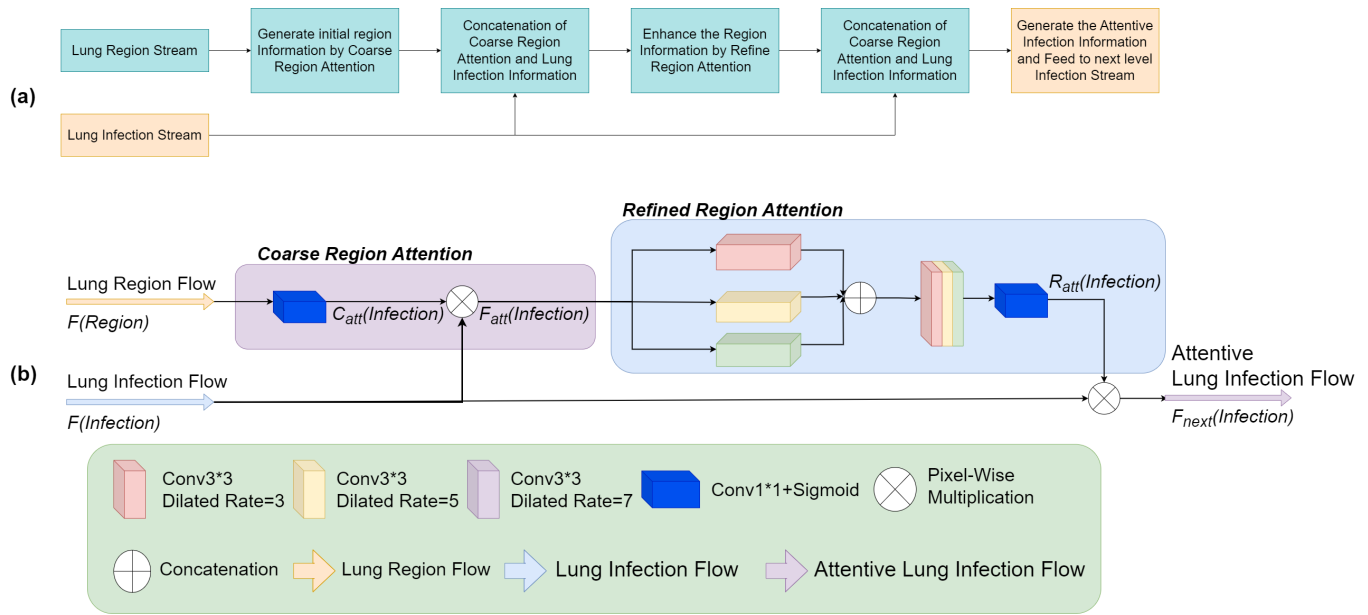 Lung Region Stream
Generate initial region
Information by Coarse
Region Attention
Concatenation of
Coarse Region
Attention and Lung
Infection Information
Enhance the Region
Information by Refine
Region Attention
Concatenation of
Coarse Region
Attention and Lung
Infection Information
Generate the Attentive
Infection Information
and Feed to next level
Infection Stream
(a)
Lung Infection Stream
Refined Region Attention
Coarse Region Attention
Lung Region Flow
F(Region)
C_att(Infection)
F_att(Infection)
R_att(Infection)
(b)
Lung Infection Flow
F(Infection)
Attentive
Lung Infection Flow
F_next(Infection)
Conv3*3
Dilated Rate=3
Conv3*3
Dilated Rate=5
Conv3*3
Dilated Rate=7
Conv1*1+Sigmoid
Pixel-Wise
Multiplication
Concatenation
Lung Region Flow
Lung Infection Flow
Attentive Lung Infection Flow